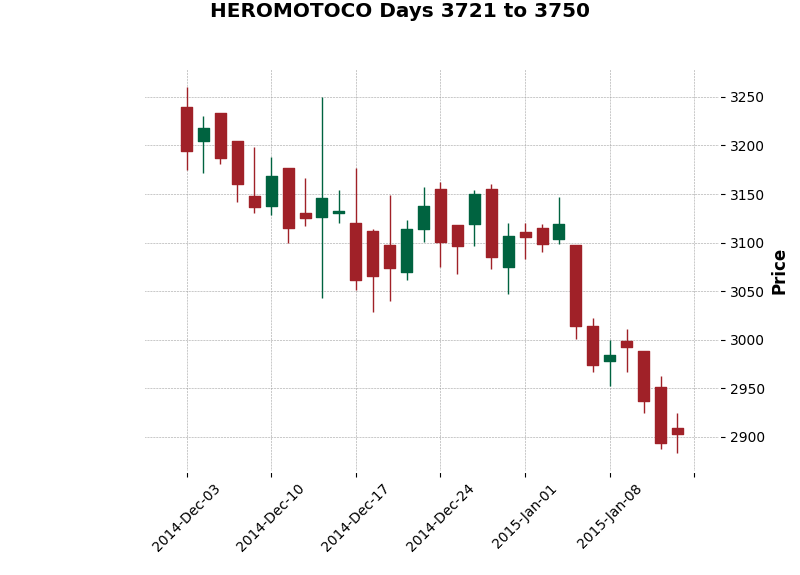 HEROMOTOCO Days 3721 to 3750
3250
3200
3150
3100
3050
3000
2950
2900
Price
2014-Dec-03
2014-Dec-10
2014-Dec-17
2014-Dec-24
2015-Jan-01
2015-Jan-08